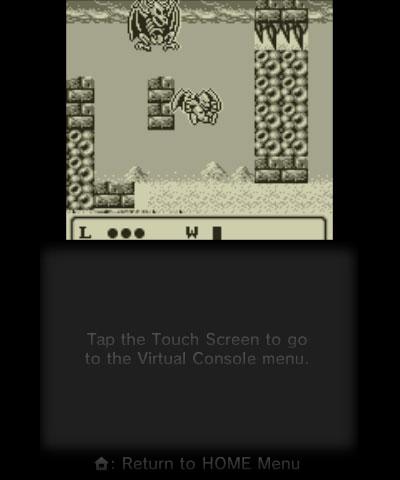 L W
Tap the Touch Screen to go
to the Virtual Console menu.
: Return to HOME Menu